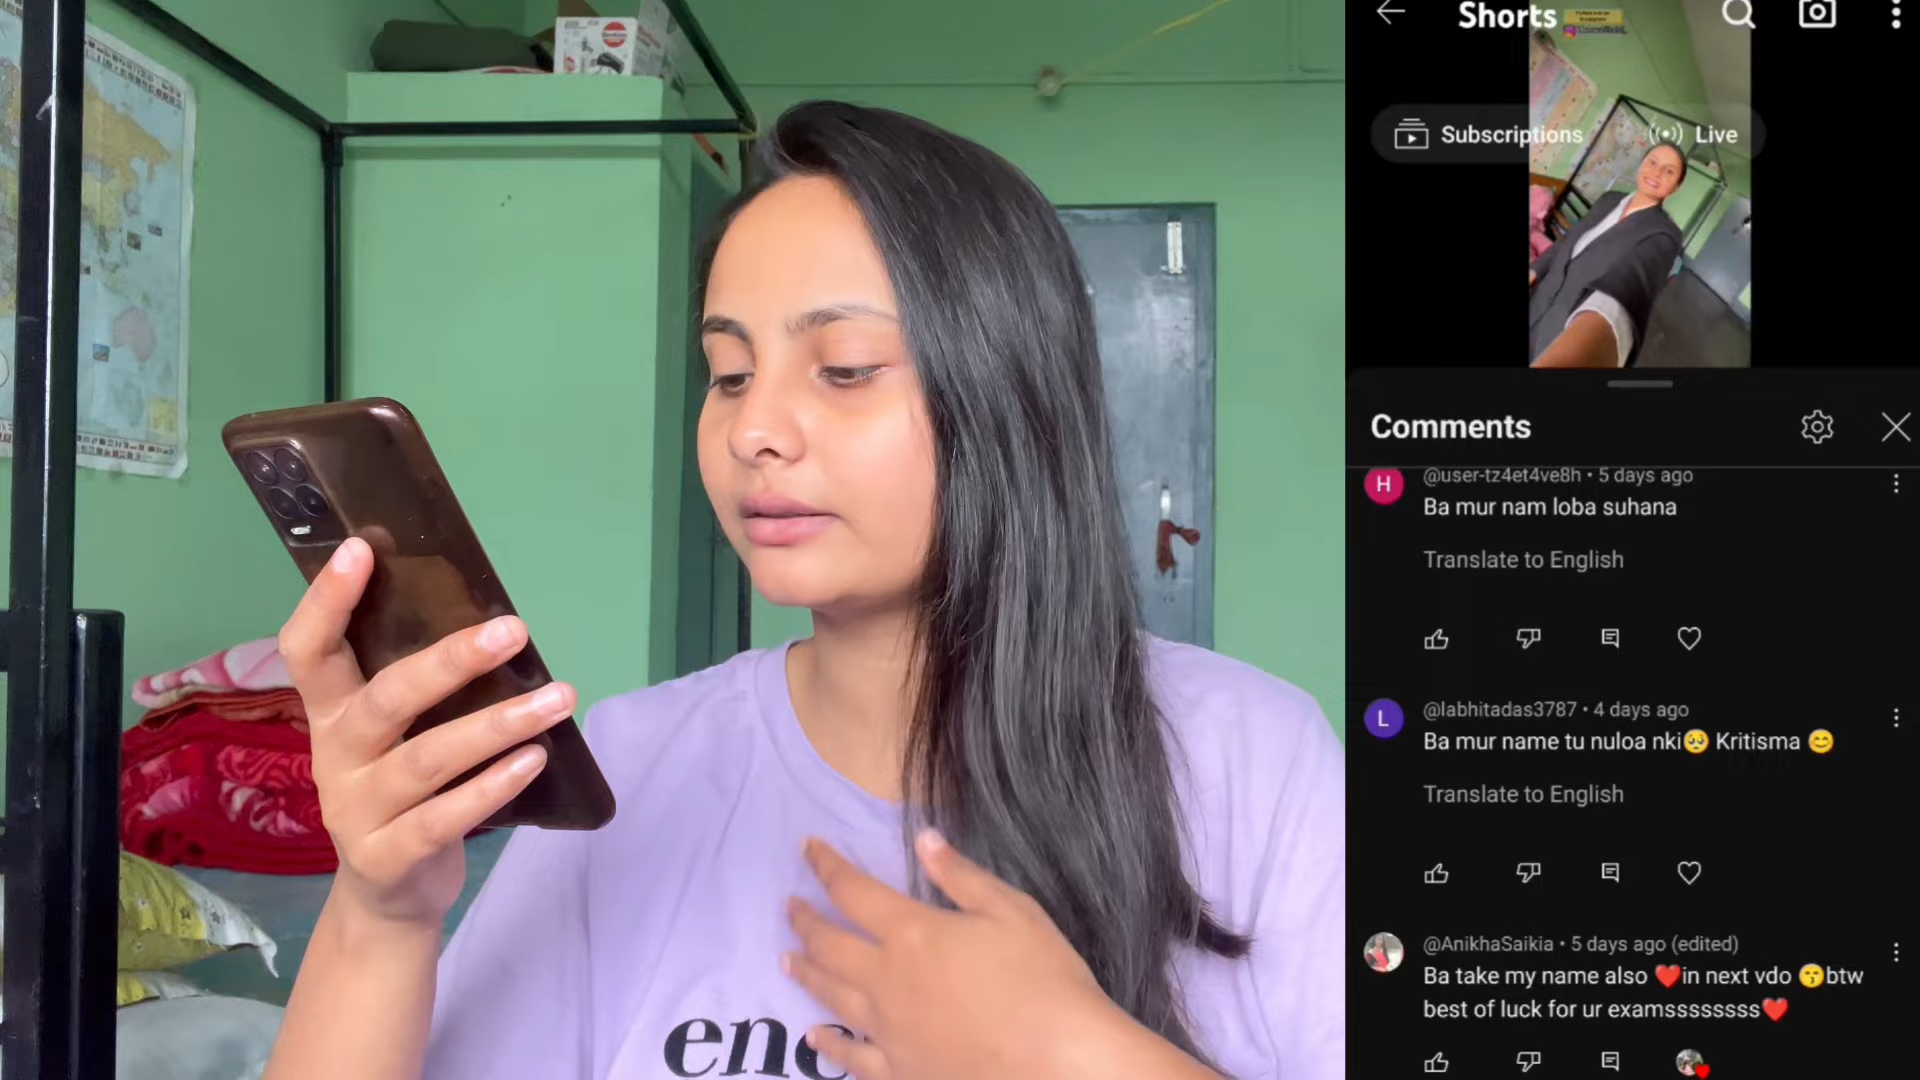 Shorts
Subscriptions
Live
Comments
@user-tz4et4ve8h • 5 days ago
H
Ba mur nam loba suhana
Translate to English
@labhitadas3787 • 4 days ago
L
Ba mur name tu nuloa nki🥺 Kritisma 😊
Translate to English
@AnikhaSaikia • 5 days ago (edited)
Ba take my name also ❤️in next vdo 😙btw
best of luck for ur examssssssss❤️
ene